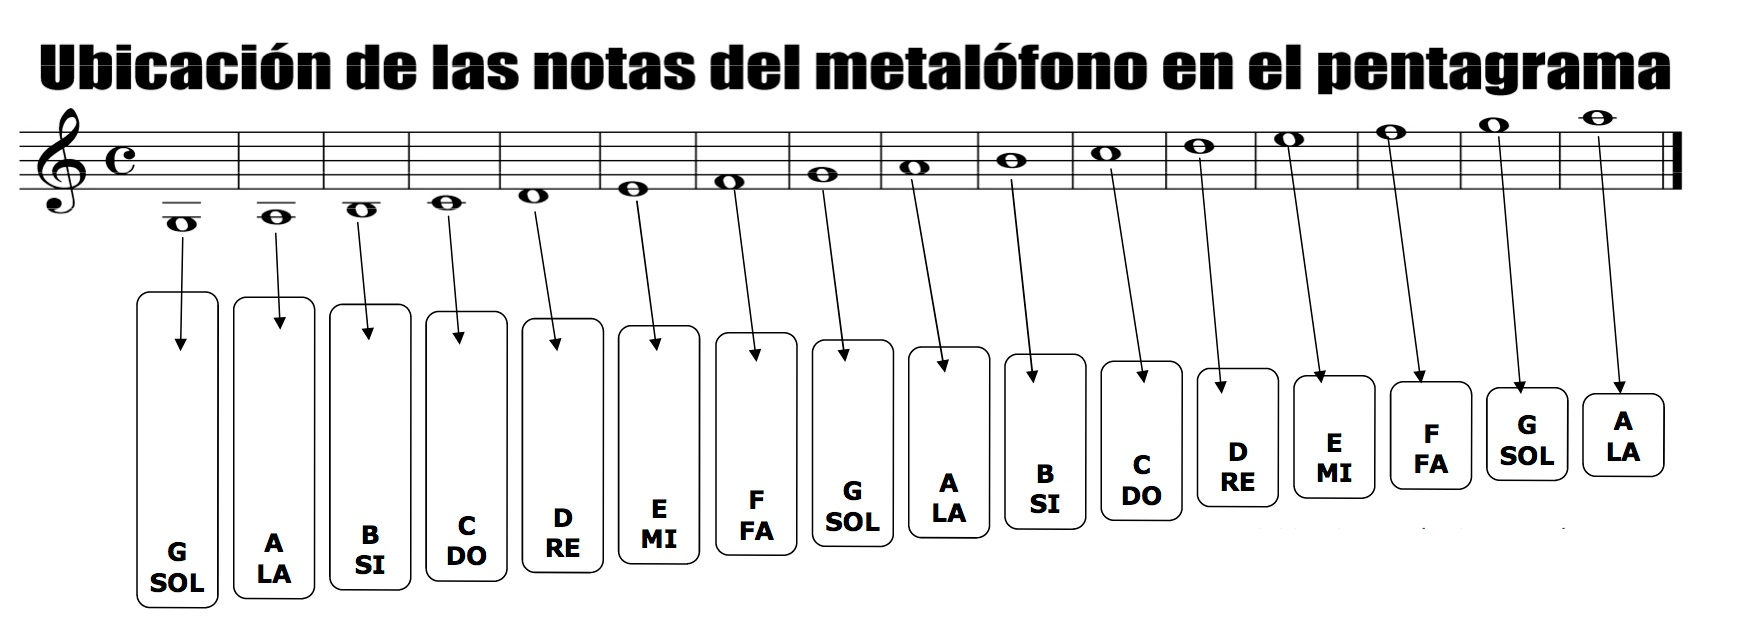 Ubicación de las notas del metalófono en el pentagrama
G
SOL
A
LA
B
SI
C
DO
D
RE
E
MI
F
FA
G
SOL
A
LA
B
SI
C
DO
D
RE
E
MI
F
FA
G
SOL
A
LA